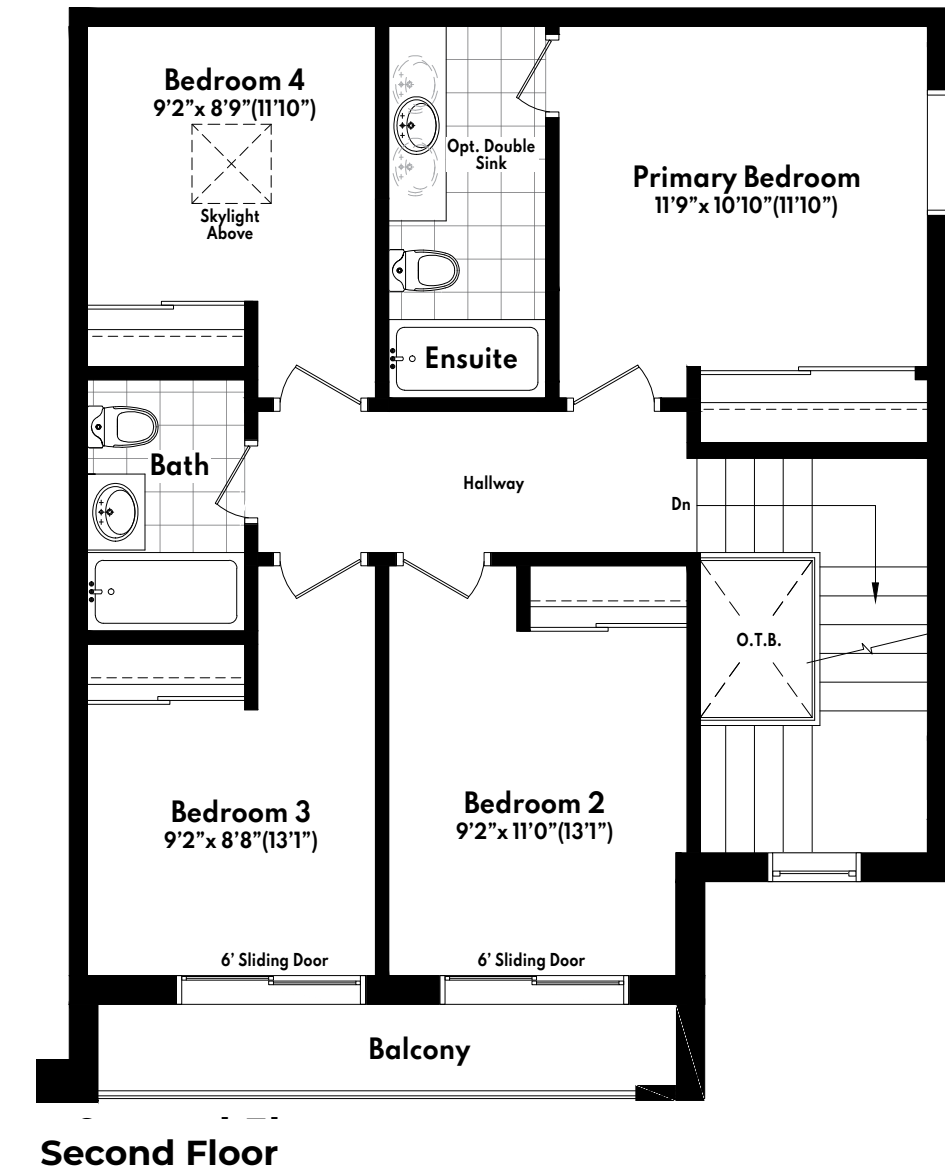 Bedroom 4
9’2”x 8’9”(11’10”)
Skylight
Above
Opt. Double
Sink
Primary Bedroom
11’9”x 10’10”(11’10”)
Ensuite
Bath
Hallway
Dn
O.T.B.
Bedroom 3
9’2”x 8’8”(13’1”)
Bedroom 2
9’2”x 11’0”(13’1”)
6’ Sliding Door
6’ Sliding Door
Balcony
Second Floor